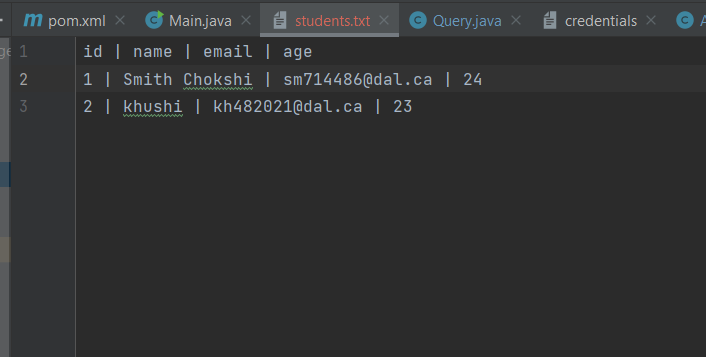 pom.xml Main.java students.txt Query.java credentials
1 id | name | email | age
2 1 | Smith Chokshi | sm714486@dal.ca | 24
3 2 | khushi | kh482021@dal.ca | 23